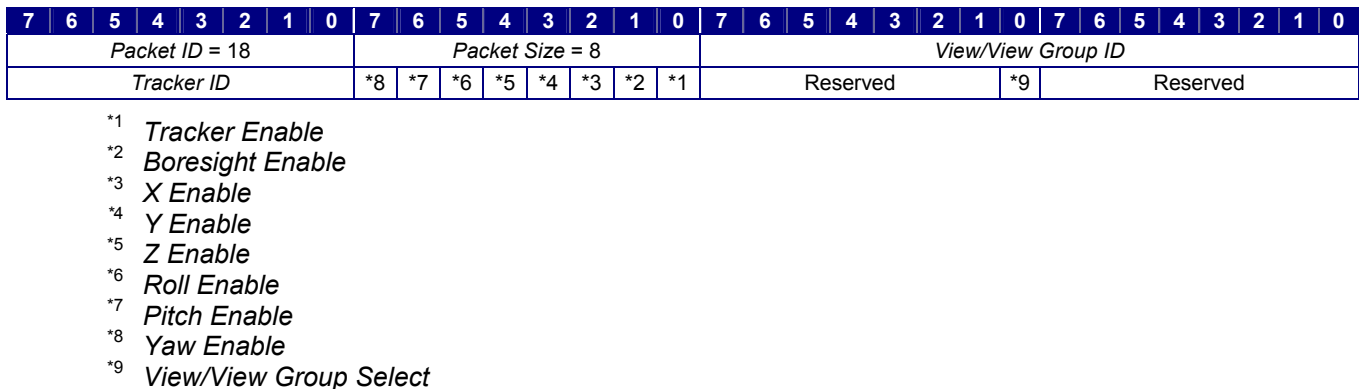 7 6 5 4 3 2 1 0 7 6 5 4 3 2 1 0 7 6 5 4 3 2 1 0 7 6 5 4 3 2 1 0
Packet ID = 18 Packet Size = 8 View/View Group ID
Tracker ID *8 *7 *6 *5 *4 *3 *2 *1 Reserved *9 Reserved
*1 Tracker Enable
*2 Boresight Enable
*3 X Enable
*4 Y Enable
*5 Z Enable
*6 Roll Enable
*7 Pitch Enable
*8 Yaw Enable
*9 View/View Group Select